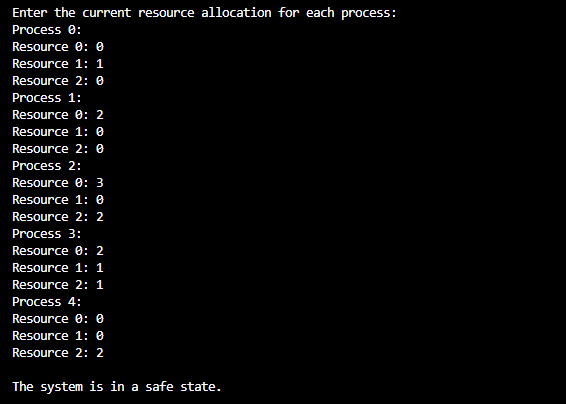 Enter the current resource allocation for each process:
Process 0:
Resource 0: 0
Resource 1: 1
Resource 2: 0
Process 1:
Resource 0: 2
Resource 1: 0
Resource 2: 0
Process 2:
Resource 0: 3
Resource 1: 0
Resource 2: 2
Process 3:
Resource 0: 2
Resource 1: 1
Resource 2: 1
Process 4:
Resource 0: 0
Resource 1: 0
Resource 2: 2
The system is in a safe state.